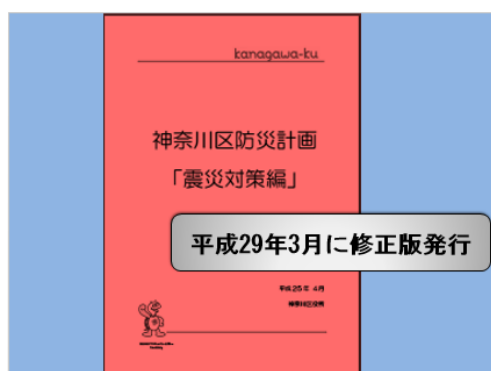 kanagawa-ku
神奈川区防災計画
「震災対策編」
平成29年3月に修正版発行
平成25年 4月
神奈川区役所